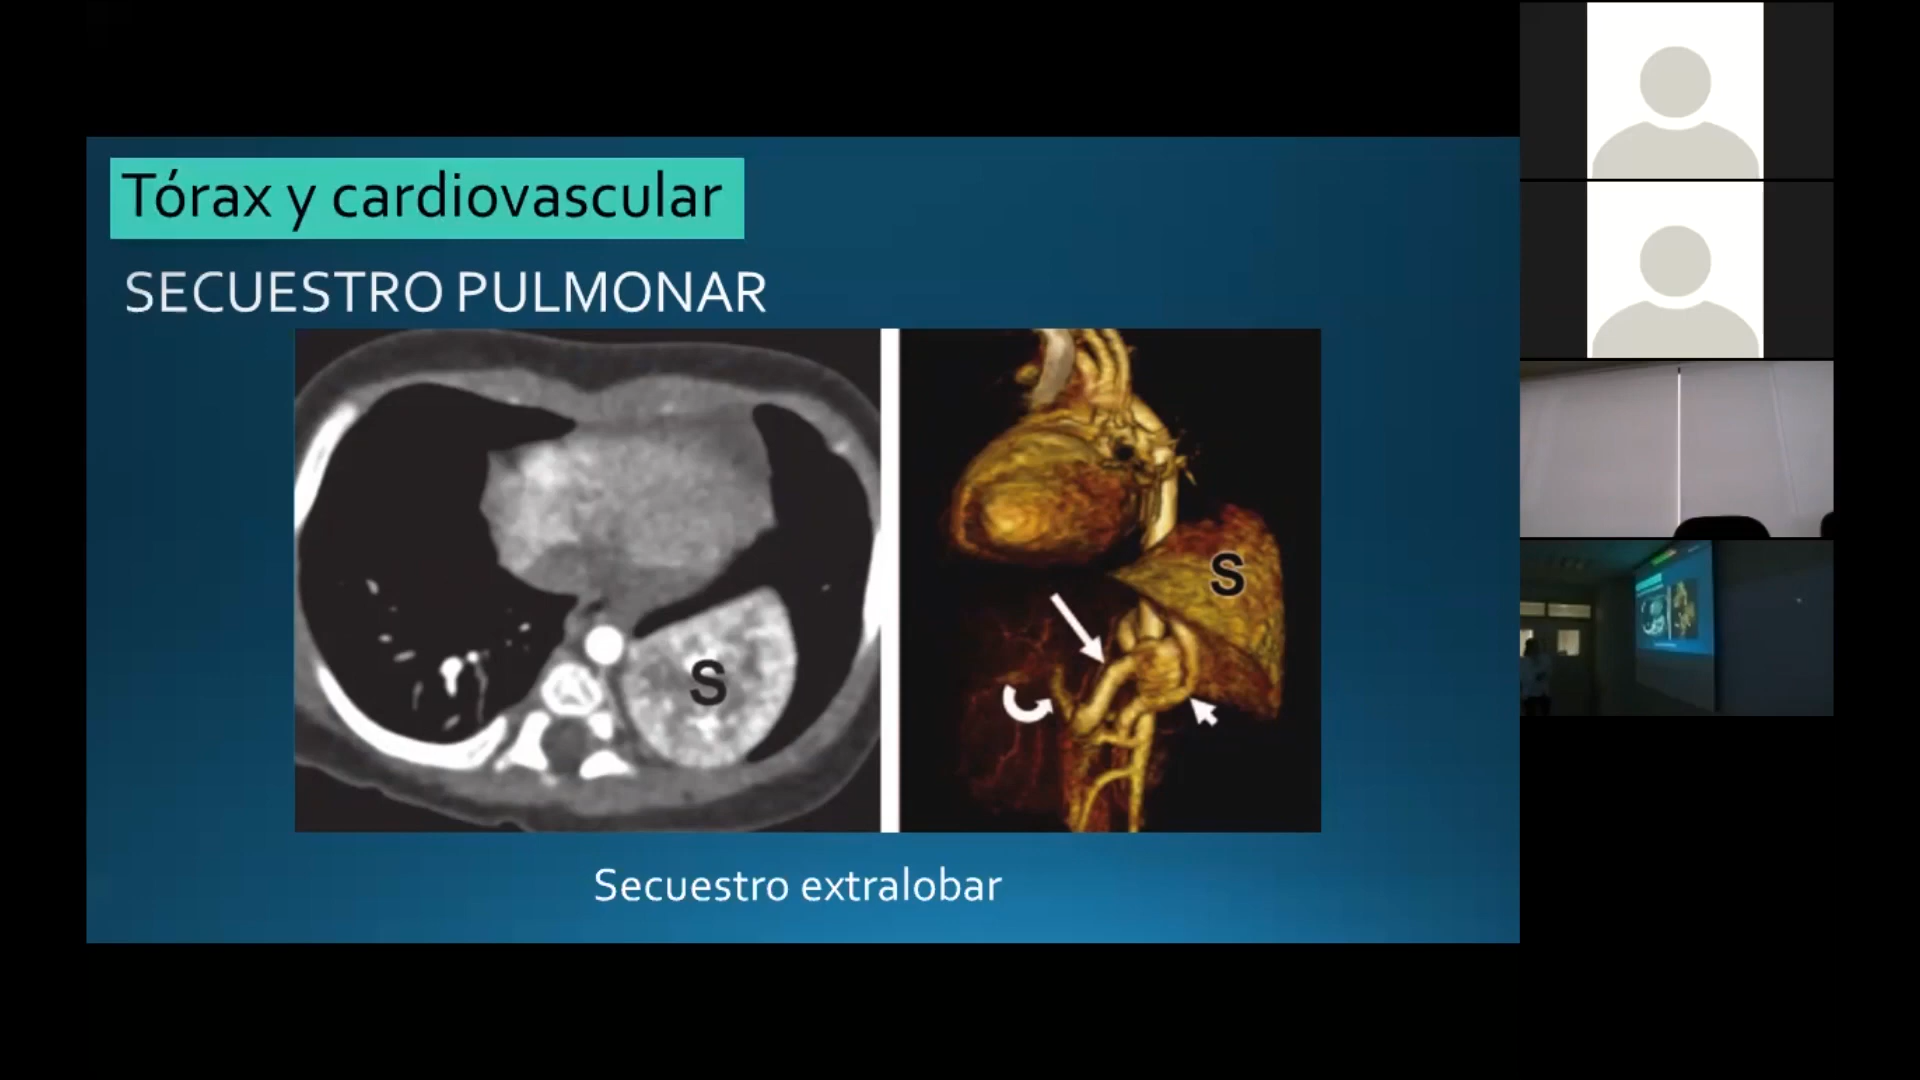 Tórax y cardiovascular
SECUESTRO PULMONAR
S
S
Secuestro extralobar